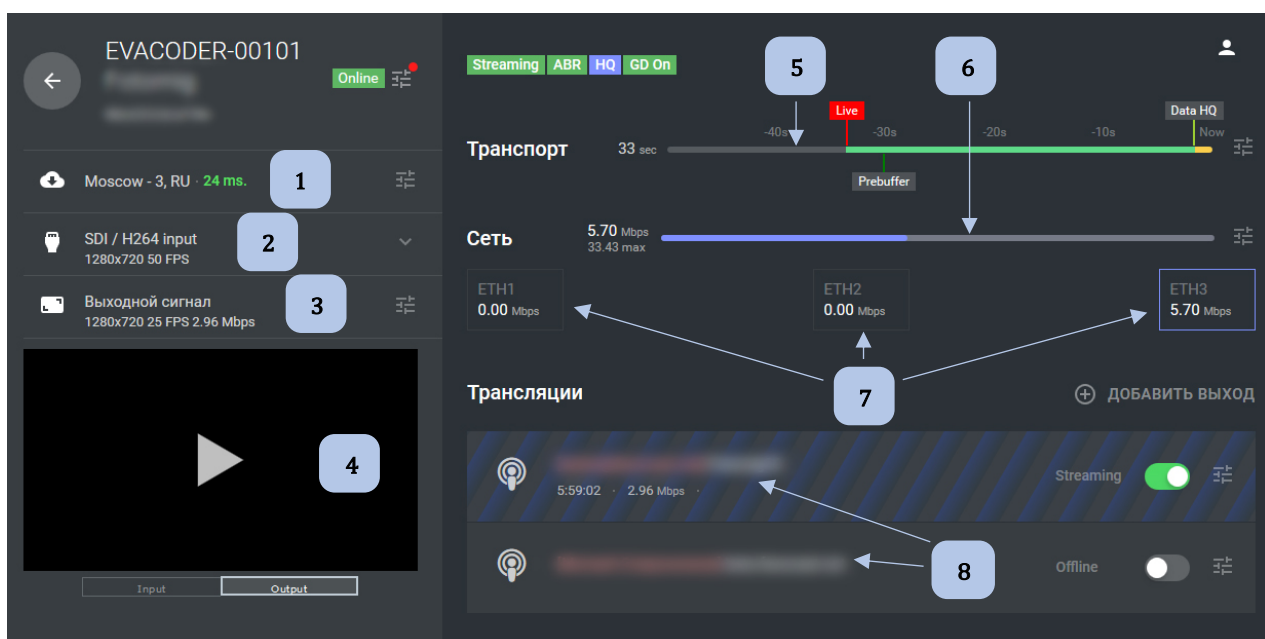 EVACODER-00101
Online
Moscow - 3, RU · 24 ms.
1
SDI / H264 input
1280x720 50 FPS
2
Выходной сигнал
1280x720 25 FPS 2.96 Mbps
3
4
Input
Output
Streaming ABR HQ GD On
5
6
Live
Data HQ
-40s -30s -20s -10s Now
Транспорт 33 sec
Prebuffer
Сеть
5.70 Mbps
33.43 max
ETH1
0.00 Mbps
ETH2
0.00 Mbps
ETH3
5.70 Mbps
7
Трансляции
ДОБАВИТЬ ВЫХОД
5:59:02 · 2.96 Mbps ·
Streaming
8
Offline